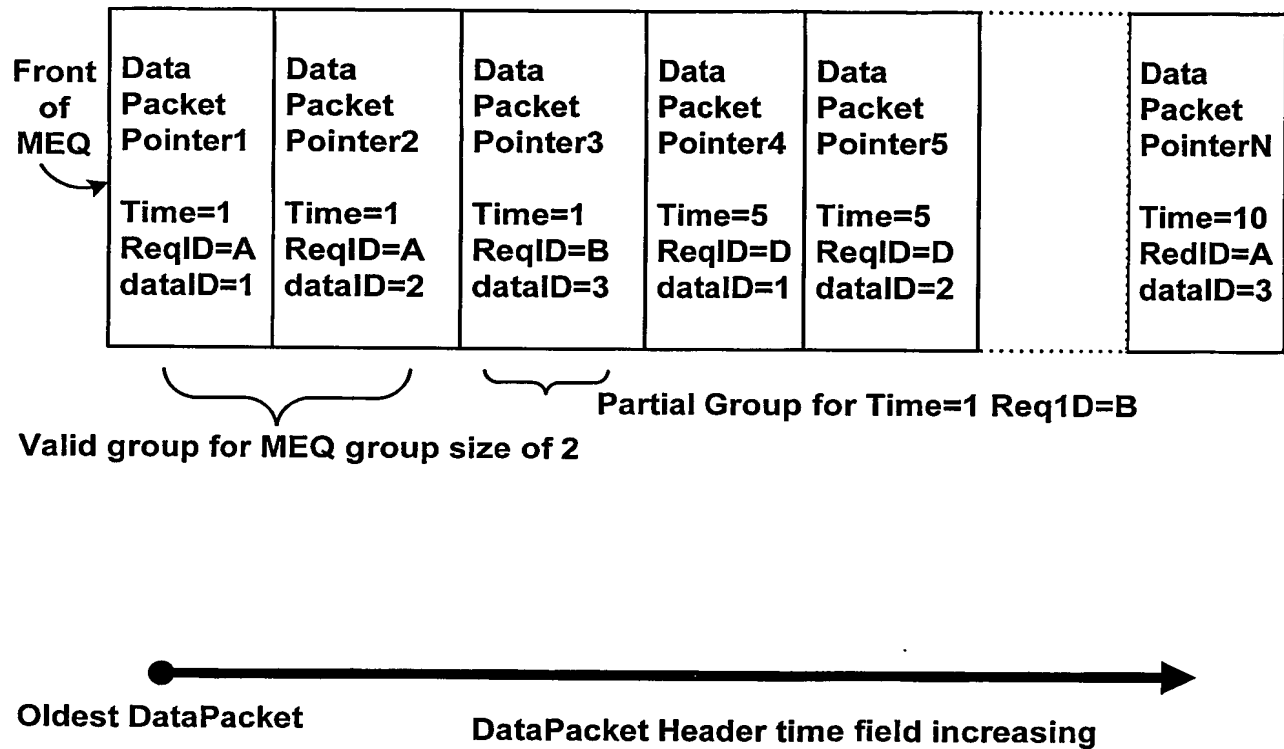 Front
of
MEQ
Data
Packet
Pointer1
Time=1
ReqID=A
dataID=1
Data
Packet
Pointer2
Time=1
ReqID=A
dataID=2
Data
Packet
Pointer3
Time=1
ReqID=B
dataID=3
Data
Packet
Pointer4
Time=5
ReqID=D
dataID=1
Data
Packet
Pointer5
Time=5
ReqID=D
dataID=2
Data
Packet
PointerN
Time=10
RedID=A
dataID=3
Partial Group for Time=1 Req1D=B
Valid group for MEQ group size of 2
Oldest DataPacket
DataPacket Header time field increasing